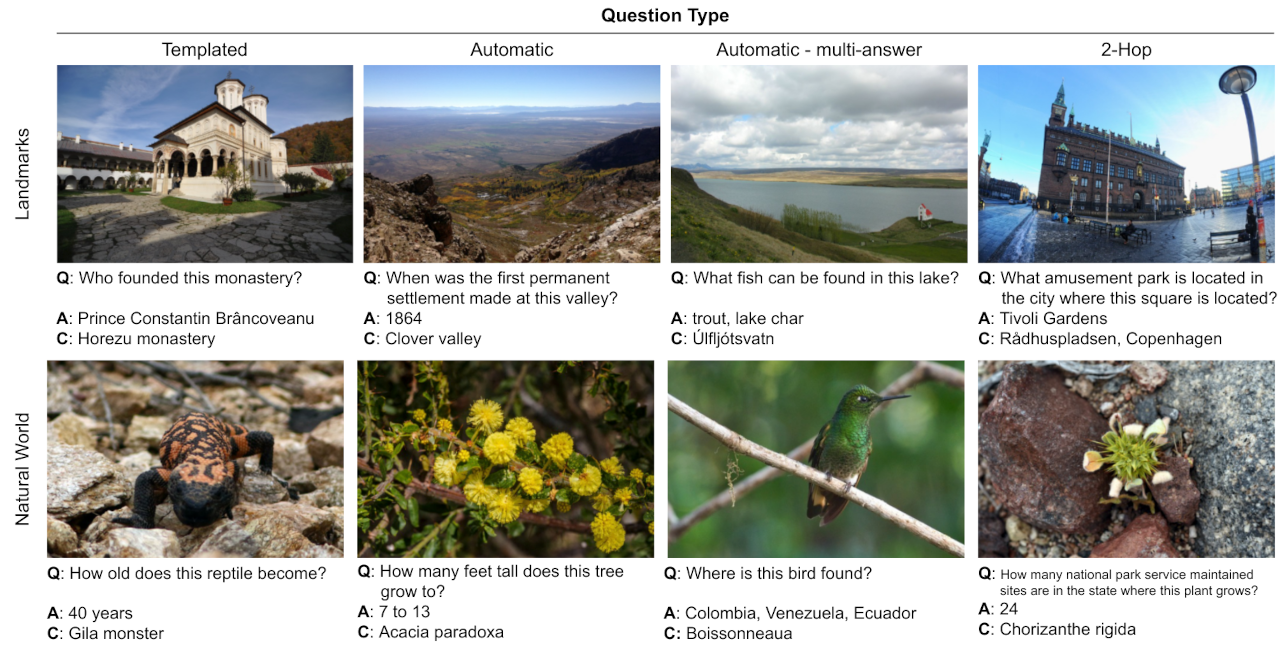 Question Type
Templated
Automatic
Automatic - multi-answer
2-Hop
Landmarks
Q: Who founded this monastery?
A: Prince Constantin Brâncoveanu
C: Horezu monastery
Q: When was the first permanent
settlement made at this valley?
A: 1864
C: Clover valley
Q: What fish can be found in this lake?
A: trout, lake char
C: Úlfljótsvatn
Q: What amusement park is located in
the city where this square is located?
A: Tivoli Gardens
C: Rådhuspladsen, Copenhagen
Natural World
Q: How old does this reptile become?
A: 40 years
C: Gila monster
Q: How many feet tall does this tree
grow to?
A: 7 to 13
C: Acacia paradoxa
Q: Where is this bird found?
A: Colombia, Venezuela, Ecuador
C: Boissonneaua
Q: How many national park service maintained
sites are in the state where this plant grows?
A: 24
C: Chorizanthe rigida